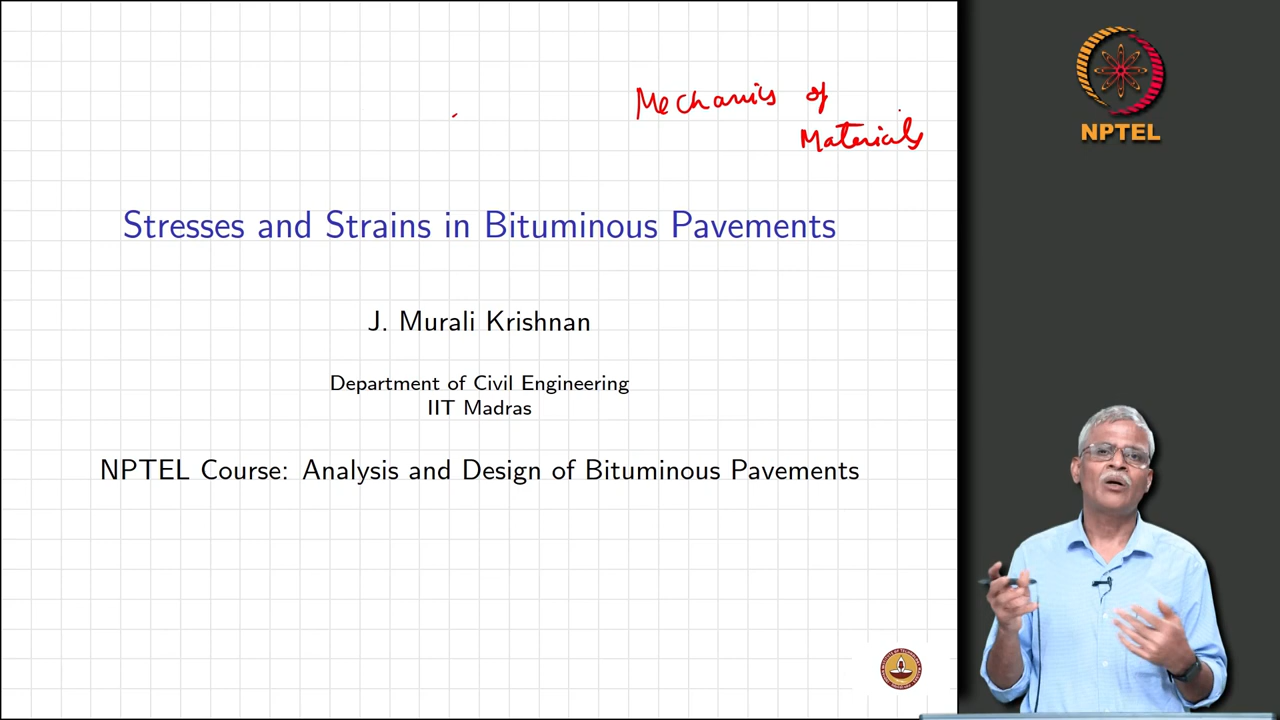 Mechanics of
Materials
NPTEL
Stresses and Strains in Bituminous Pavements
J. Murali Krishnan
Department of Civil Engineering
IIT Madras
NPTEL Course: Analysis and Design of Bituminous Pavements